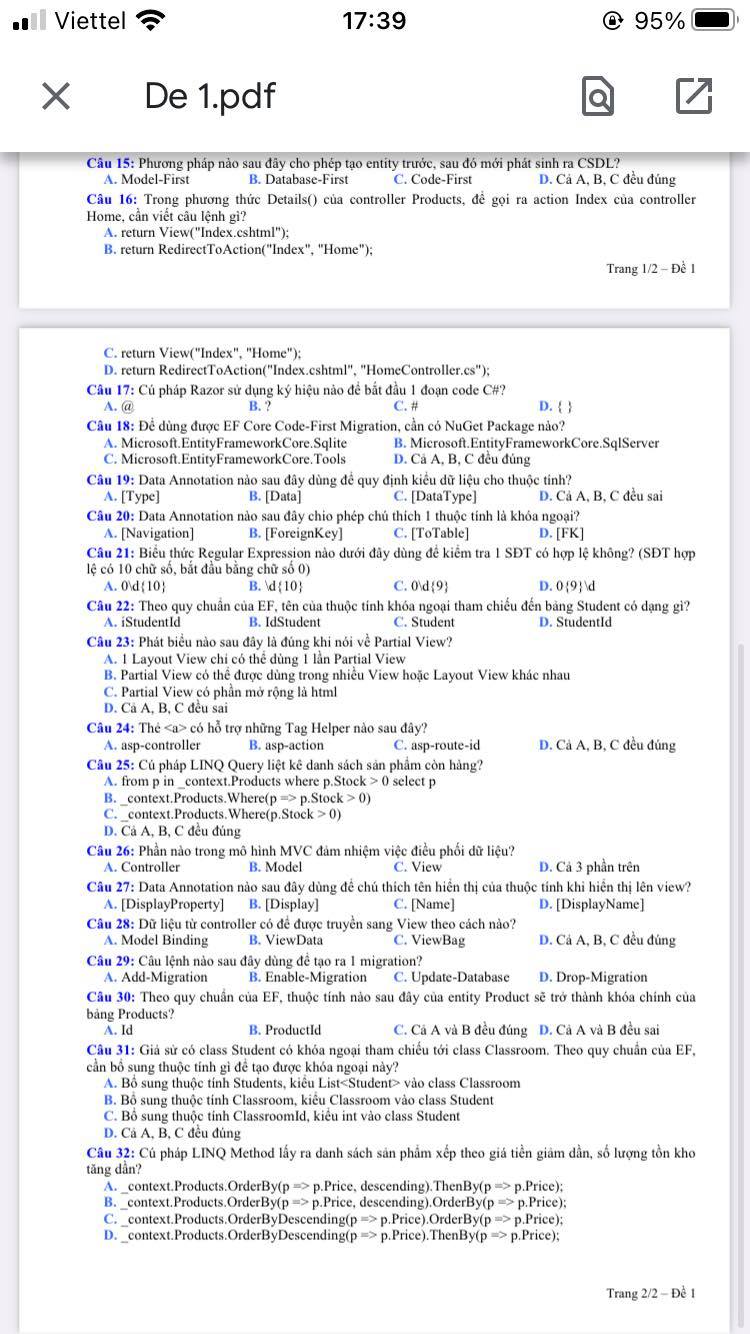 Viettel 17:39 95%
De 1.pdf
Câu 15: Phương pháp nào sau đây cho phép tạo entity trước, sau đó mới phát sinh ra CSDL?
A. Model-First B. Database-First C. Code-First D. Cả A, B, C đều đúng
Câu 16: Trong phương thức Details() của controller Products, để gọi ra action Index của controller
Home, cần viết câu lệnh gì?
A. return View("Index.cshtml");
B. return RedirectToAction("Index", "Home");
Trang 1/2 – Đề 1
C. return View("Index", "Home");
D. return RedirectToAction("Index.cshtml", "HomeController.cs");
Câu 17: Cú pháp Razor sử dụng ký hiệu nào để bắt đầu 1 đoạn code C#?
A. @ B. ? C. # D. { }
Câu 18: Để dùng được EF Core Code-First Migration, cần có NuGet Package nào?
A. Microsoft.EntityFrameworkCore.Sqlite B. Microsoft.EntityFrameworkCore.SqlServer
C. Microsoft.EntityFrameworkCore.Tools D. Cả A, B, C đều đúng
Câu 19: Data Annotation nào sau đây dùng để quy định kiểu dữ liệu cho thuộc tính?
A. [Type] B. [Data] C. [DataType] D. Cả A, B, C đều sai
Câu 20: Data Annotation nào sau đây chio phép chú thích 1 thuộc tính là khóa ngoại?
A. [Navigation] B. [ForeignKey] C. [ToTable] D. [FK]
Câu 21: Biểu thức Regular Expression nào dưới đây dùng để kiểm tra 1 SĐT có hợp lệ không? (SĐT hợp
lệ có 10 chữ số, bắt đầu bằng chữ số 0)
A. 0\d{10} B. \d{10} C. 0\d{9} D. 0{9}\d
Câu 22: Theo quy chuẩn của EF, tên của thuộc tính khóa ngoại tham chiếu đến bảng Student có dạng gì?
A. iStudentId B. IdStudent C. Student D. StudentId
Câu 23: Phát biểu nào sau đây là đúng khi nói về Partial View?
A. 1 Layout View chỉ có thể dùng 1 lần Partial View
B. Partial View có thể được dùng trong nhiều View hoặc Layout View khác nhau
C. Partial View có phần mở rộng là html
D. Cả A, B, C đều sai
Câu 24: Thẻ <a> có hỗ trợ những Tag Helper nào sau đây?
A. asp-controller B. asp-action C. asp-route-id D. Cả A, B, C đều đúng
Câu 25: Cú pháp LINQ Query liệt kê danh sách sản phẩm còn hàng?
A. from p in _context.Products where p.Stock > 0 select p
B. _context.Products.Where(p => p.Stock > 0)
C. _context.Products.Where(p.Stock > 0)
D. Cả A, B, C đều đúng
Câu 26: Phần nào trong mô hình MVC đảm nhiệm việc điều phối dữ liệu?
A. Controller B. Model C. View D. Cả 3 phần trên
Câu 27: Data Annotation nào sau đây dùng để chú thích tên hiển thị của thuộc tính khi hiển thị lên view?
A. [DisplayProperty] B. [Display] C. [Name] D. [DisplayName]
Câu 28: Dữ liệu từ controller có để được truyền sang View theo cách nào?
A. Model Binding B. ViewData C. ViewBag D. Cả A, B, C đều đúng
Câu 29: Câu lệnh nào sau đây dùng để tạo ra 1 migration?
A. Add-Migration B. Enable-Migration C. Update-Database D. Drop-Migration
Câu 30: Theo quy chuẩn của EF, thuộc tính nào sau đây của entity Product sẽ trở thành khóa chính của
bảng Products?
A. Id B. ProductId C. Cả A và B đều đúng D. Cả A và B đều sai
Câu 31: Giả sử có class Student có khóa ngoại tham chiếu tới class Classroom. Theo quy chuẩn của EF,
cần bổ sung thuộc tính gì để tạo được khóa ngoại này?
A. Bổ sung thuộc tính Students, kiểu List<Student> vào class Classroom
B. Bổ sung thuộc tính Classroom, kiểu Classroom vào class Student
C. Bổ sung thuộc tính ClassroomId, kiểu int vào class Student
D. Cả A, B, C đều đúng
Câu 32: Cú pháp LINQ Method lấy ra danh sách sản phẩm xếp theo giá tiền giảm dần, số lượng tồn kho
tăng dần?
A. _context.Products.OrderBy(p => p.Price, descending).ThenBy(p => p.Price);
B. _context.Products.OrderBy(p => p.Price, descending).OrderBy(p => p.Price);
C. _context.Products.OrderByDescending(p => p.Price).OrderBy(p => p.Price);
D. _context.Products.OrderByDescending(p => p.Price).ThenBy(p => p.Price);
Trang 2/2 – Đề 1